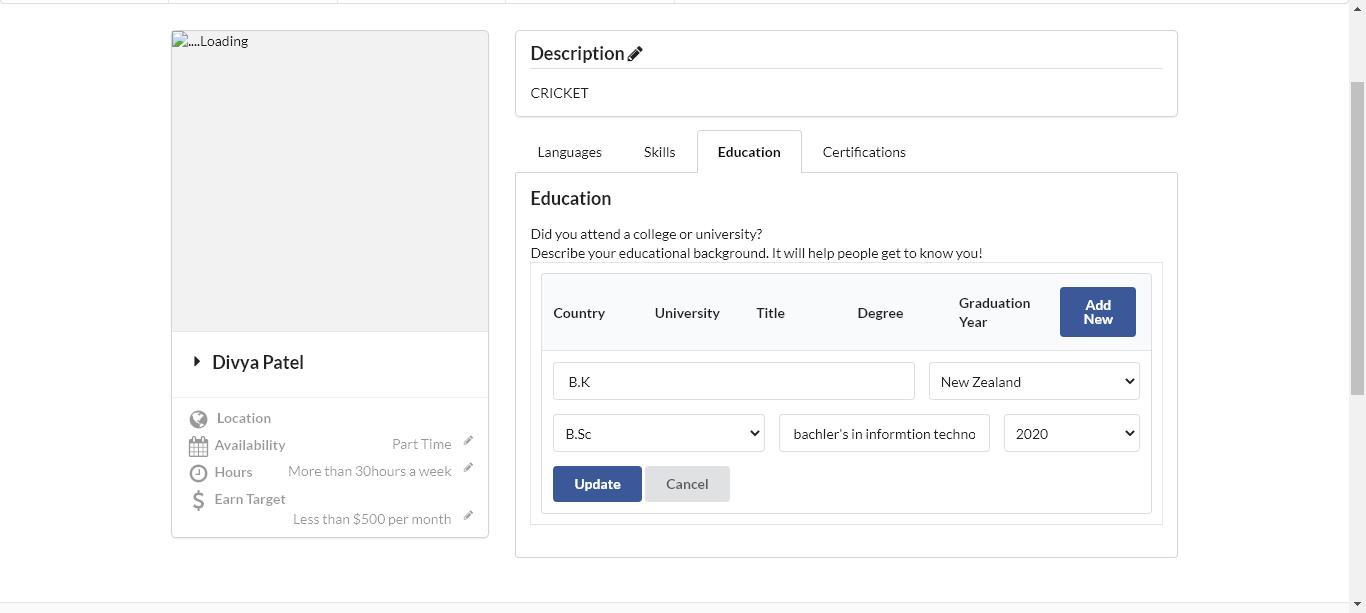 ....Loading
Divya Patel
Location
Availability Part Time
Hours More than 30hours a week
Earn Target
Less than $500 per month
Description
CRICKET
Languages Skills Education Certifications
Education
Did you attend a college or university?
Describe your educational background. It will help people get to know you!
Country University Title Degree Graduation Year Add New
B.K New Zealand
B.Sc bachler's in informtion techno 2020
Update Cancel